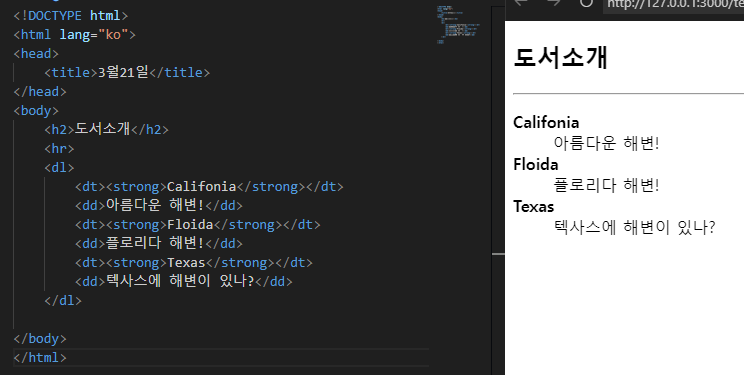 <!DOCTYPE html>
<html lang="ko">
<head>
<title>3월21일</title>
</head>
<body>
<h2>도서소개</h2>
<hr>
<dl>
<dt><strong>Califonia</strong></dt>
<dd>아름다운 해변!</dd>
<dt><strong>Floida</strong></dt>
<dd>플로리다 해변!</dd>
<dt><strong>Texas</strong></dt>
<dd>텍사스에 해변이 있나?</dd>
</dl>
</body>
</html>
http://127.0.0.1:3000/te
도서소개
Califonia
아름다운 해변!
Floida
플로리다 해변!
Texas
텍사스에 해변이 있나?